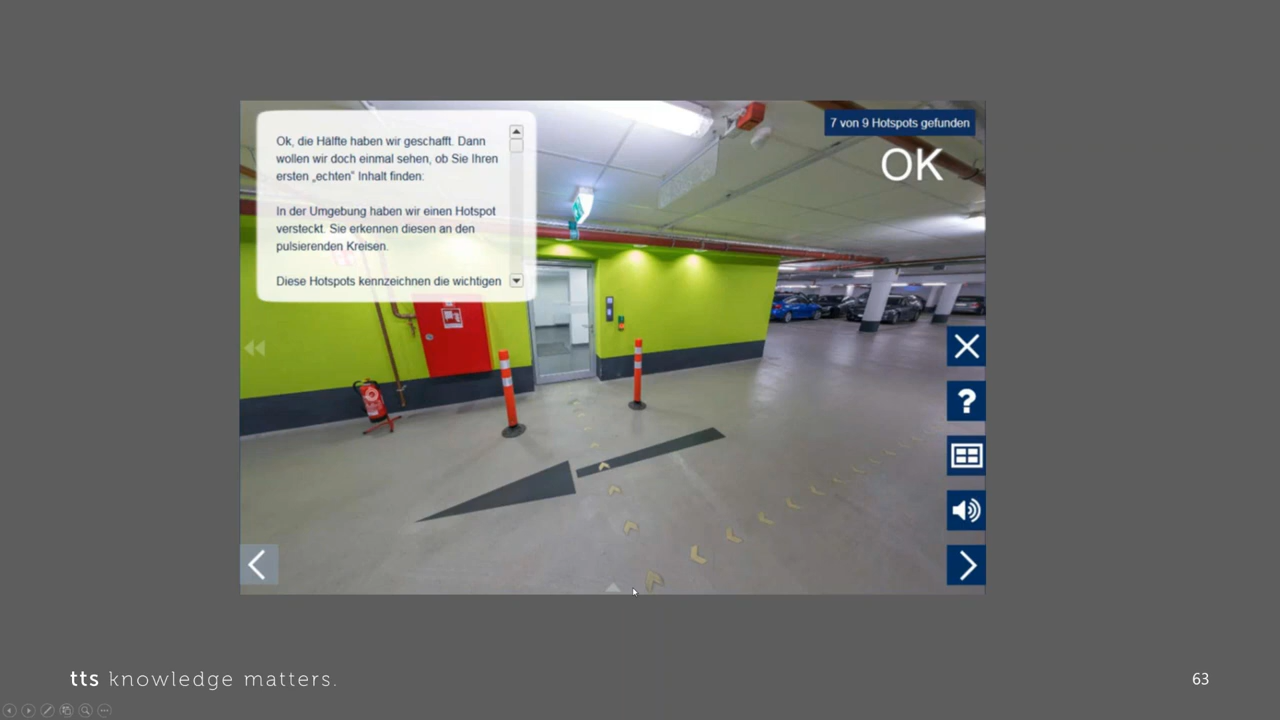 Ok, die Hälfte haben wir geschafft. Dann
wollen wir doch einmal sehen, ob Sie Ihren
ersten „echten" Inhalt finden:
In der Umgebung haben wir einen Hotspot
versteckt. Sie erkennen diesen an den
pulsierenden Kreisen.
Diese Hotspots kennzeichnen die wichtigen
7 von 9 Hotspots gefunden
OK
?
tts knowledge matters.
63